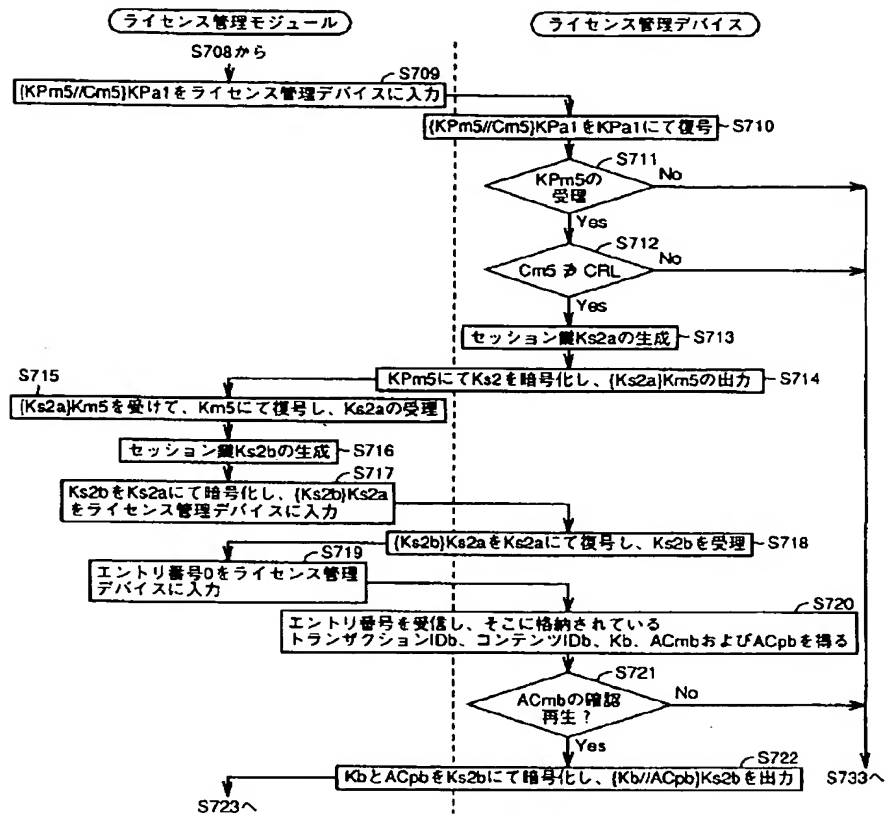 ライセンス管理モジュール
ライセンス管理デバイス
S708から
S709
{KPm5//Cm5}KPa1をライセンス管理デバイスに入力
{KPm5//Cm5}KPa1をKPa1にて復号
S710
S711
KPm5の
受理
No
Yes
S712
Cm5 ∌ CRL
No
Yes
セッション鍵Ks2aの生成
S713
KPm5にてKs2を暗号化し、{Ks2a}Km5の出力
S714
S715
{Ks2a}Km5を受けて、Km5にて復号し、Ks2aの受理
セッション鍵Ks2bの生成
S716
S717
Ks2bをKs2aにて暗号化し、{Ks2b}Ks2a
をライセンス管理デバイスに入力
{Ks2b}Ks2aをKs2aにて復号し、Ks2bを受理
S718
S719
エントリ番号0をライセンス管理
デバイスに入力
S720
エントリ番号を受信し、そこに格納されている
トランザクションIDb、コンテンツIDb、Kb、ACmbおよびACpbを得る
S721
ACmbの確認
再生?
No
Yes
S722
KbとACpbをKs2bにて暗号化し、{Kb//ACpb}Ks2bを出力
S733へ
S723へ